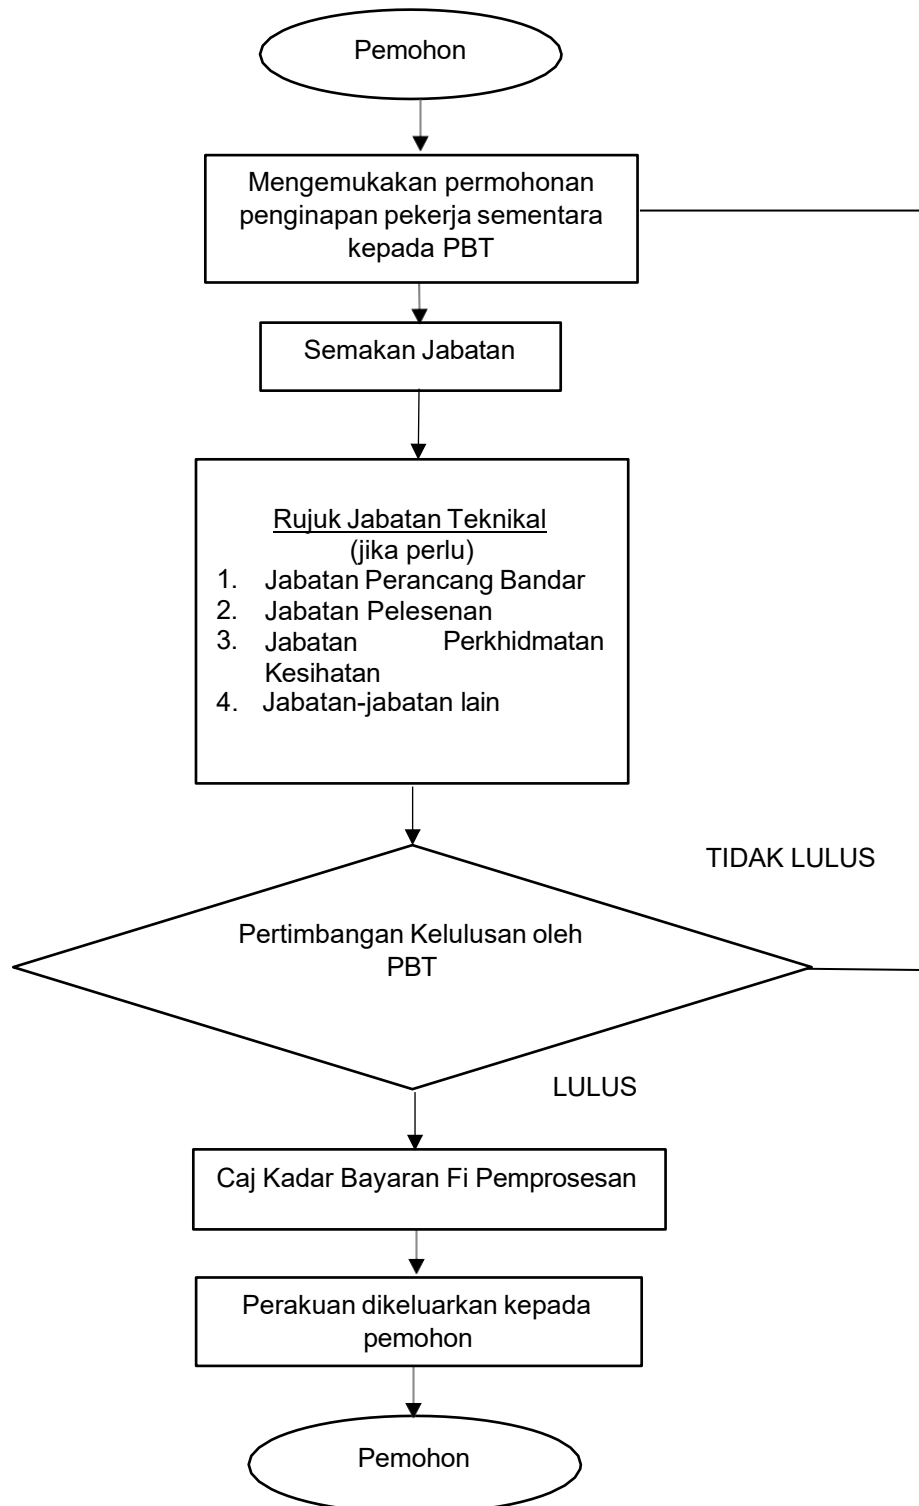 Pemohon
Mengemukakan permohonan
penginapan pekerja sementara
kepada PBT
Semakan Jabatan
Rujuk Jabatan Teknikal
(jika perlu)
1. Jabatan Perancang Bandar
2. Jabatan Pelesenan
3. Jabatan Perkhidmatan
Kesihatan
4. Jabatan-jabatan lain
TIDAK LULUS
Pertimbangan Kelulusan oleh
PBT
LULUS
Caj Kadar Bayaran Fi Pemprosesan
Perakuan dikeluarkan kepada
pemohon
Pemohon